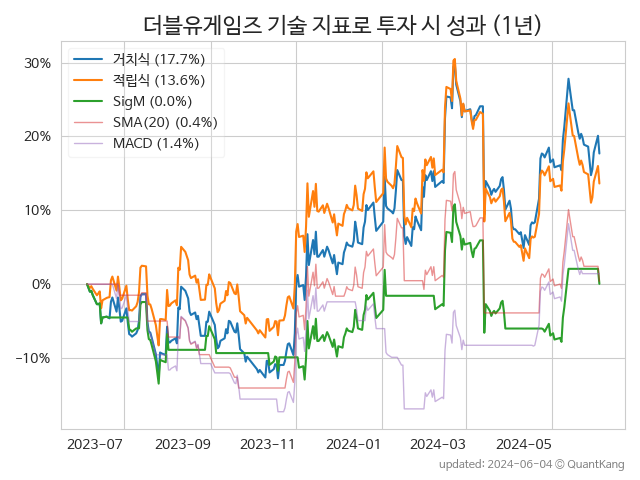 더블유게임즈 기술 지표로 투자 시 성과 (1년)
거치식 (17.7%)
적립식 (13.6%)
SigM (0.0%)
SMA(20) (0.4%)
MACD (1.4%)
30%
20%
10%
0%
−10%
2023-07 2023-09 2023-11 2024-01 2024-03 2024-05
updated: 2024-06-04 © QuantKang